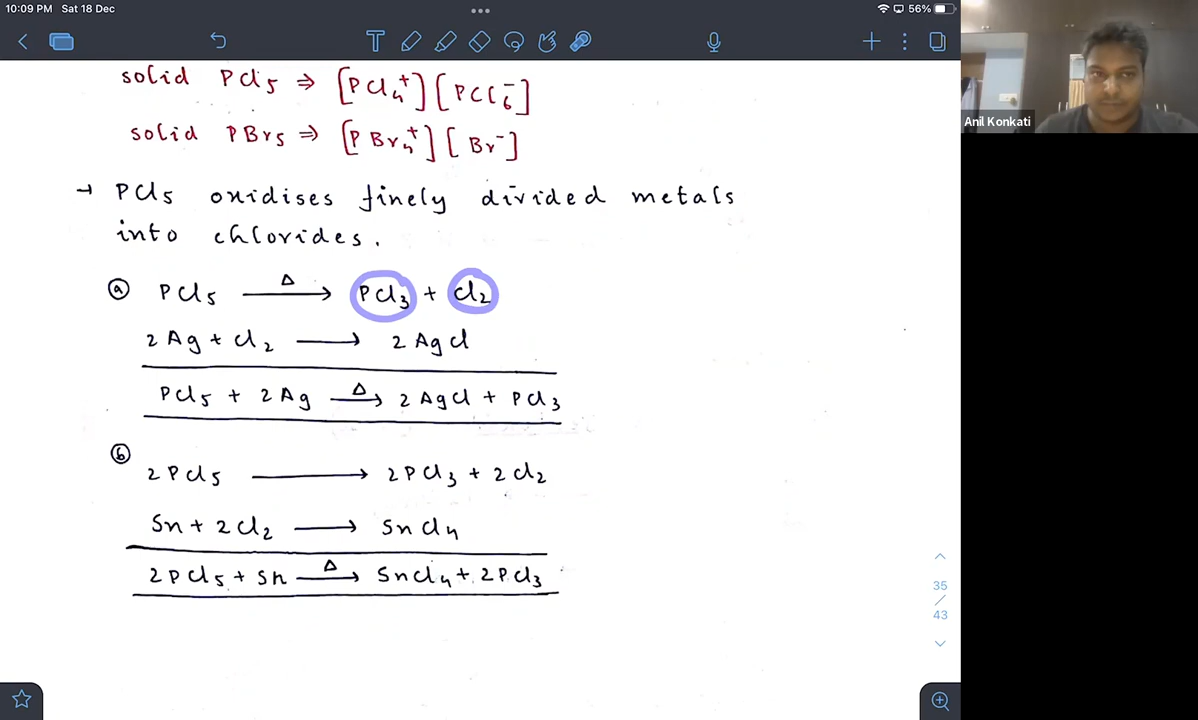 10:09 PM Sat 18 Dec
56%
Anil Konkati
solid PCl5 ⇒ [PCl4+][PCl6-]
solid PBr5 ⇒ [PBr4+][Br-]
→ PCl5 oxidises finely divided metals
into chlorides.
ⓐ PCl5 —Δ→ PCl3 + Cl2
2Ag + Cl2 → 2AgCl
PCl5 + 2Ag —Δ→ 2AgCl + PCl3
ⓑ
2PCl5 → 2PCl3 + 2Cl2
Sn + 2Cl2 → SnCl4
2PCl5 + Sn —Δ→ SnCl4 + 2PCl3
35
/
43